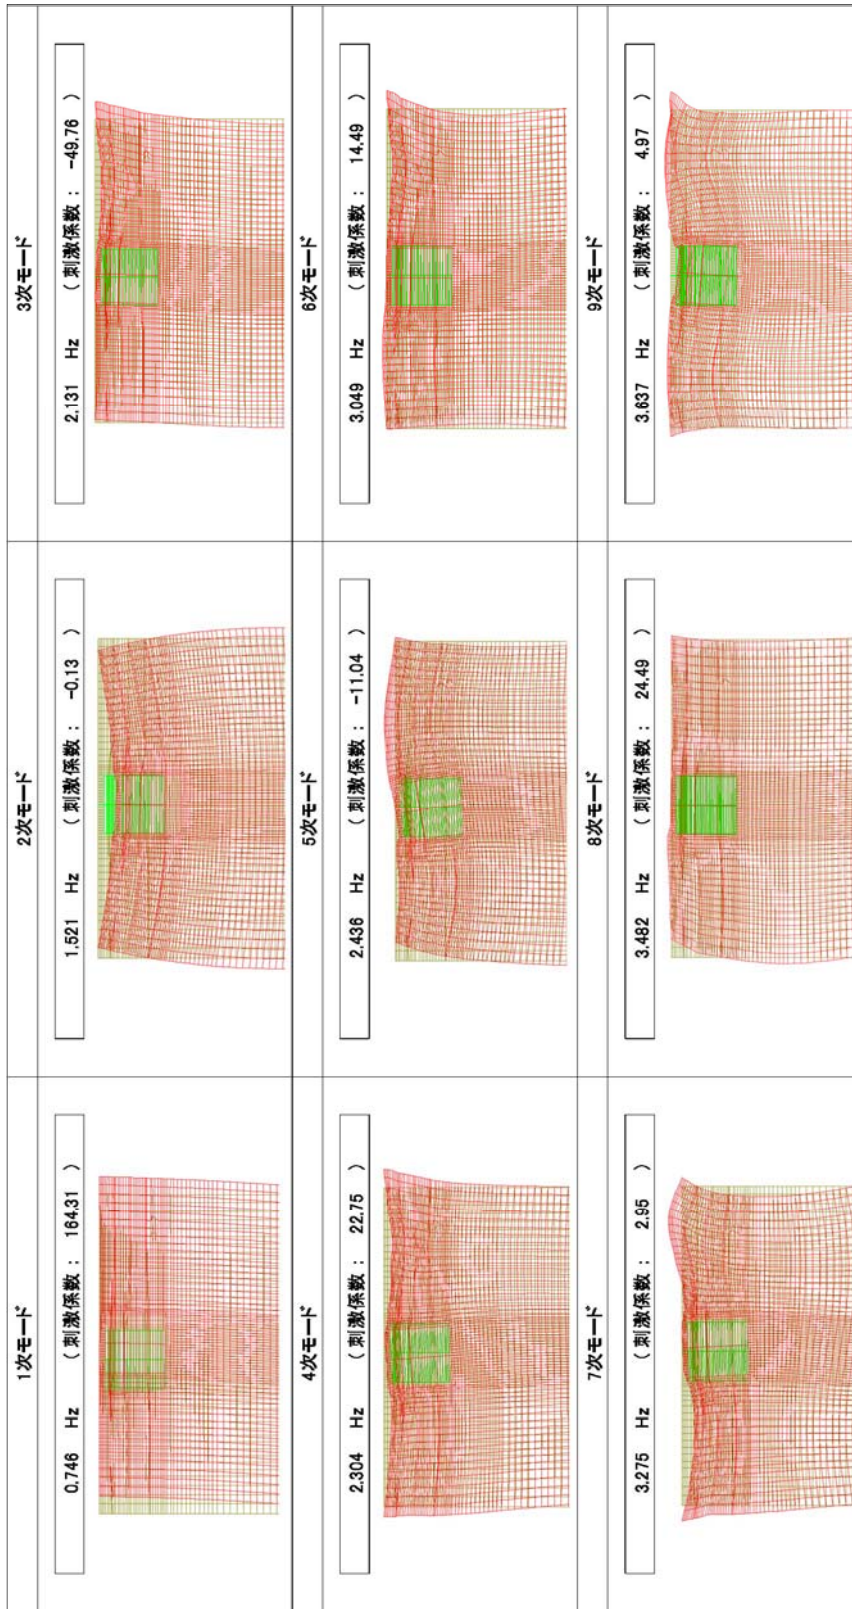 1次モード
0.746 Hz (刺激係数: 164.31)
2次モード
1.521 Hz (刺激係数: -0.13)
3次モード
2.131 Hz (刺激係数: -49.76)
4次モード
2.304 Hz (刺激係数: 22.75)
5次モード
2.436 Hz (刺激係数: -11.04)
6次モード
3.049 Hz (刺激係数: 14.49)
7次モード
3.275 Hz (刺激係数: 2.95)
8次モード
3.482 Hz (刺激係数: 24.49)
9次モード
3.637 Hz (刺激係数: 4.97)